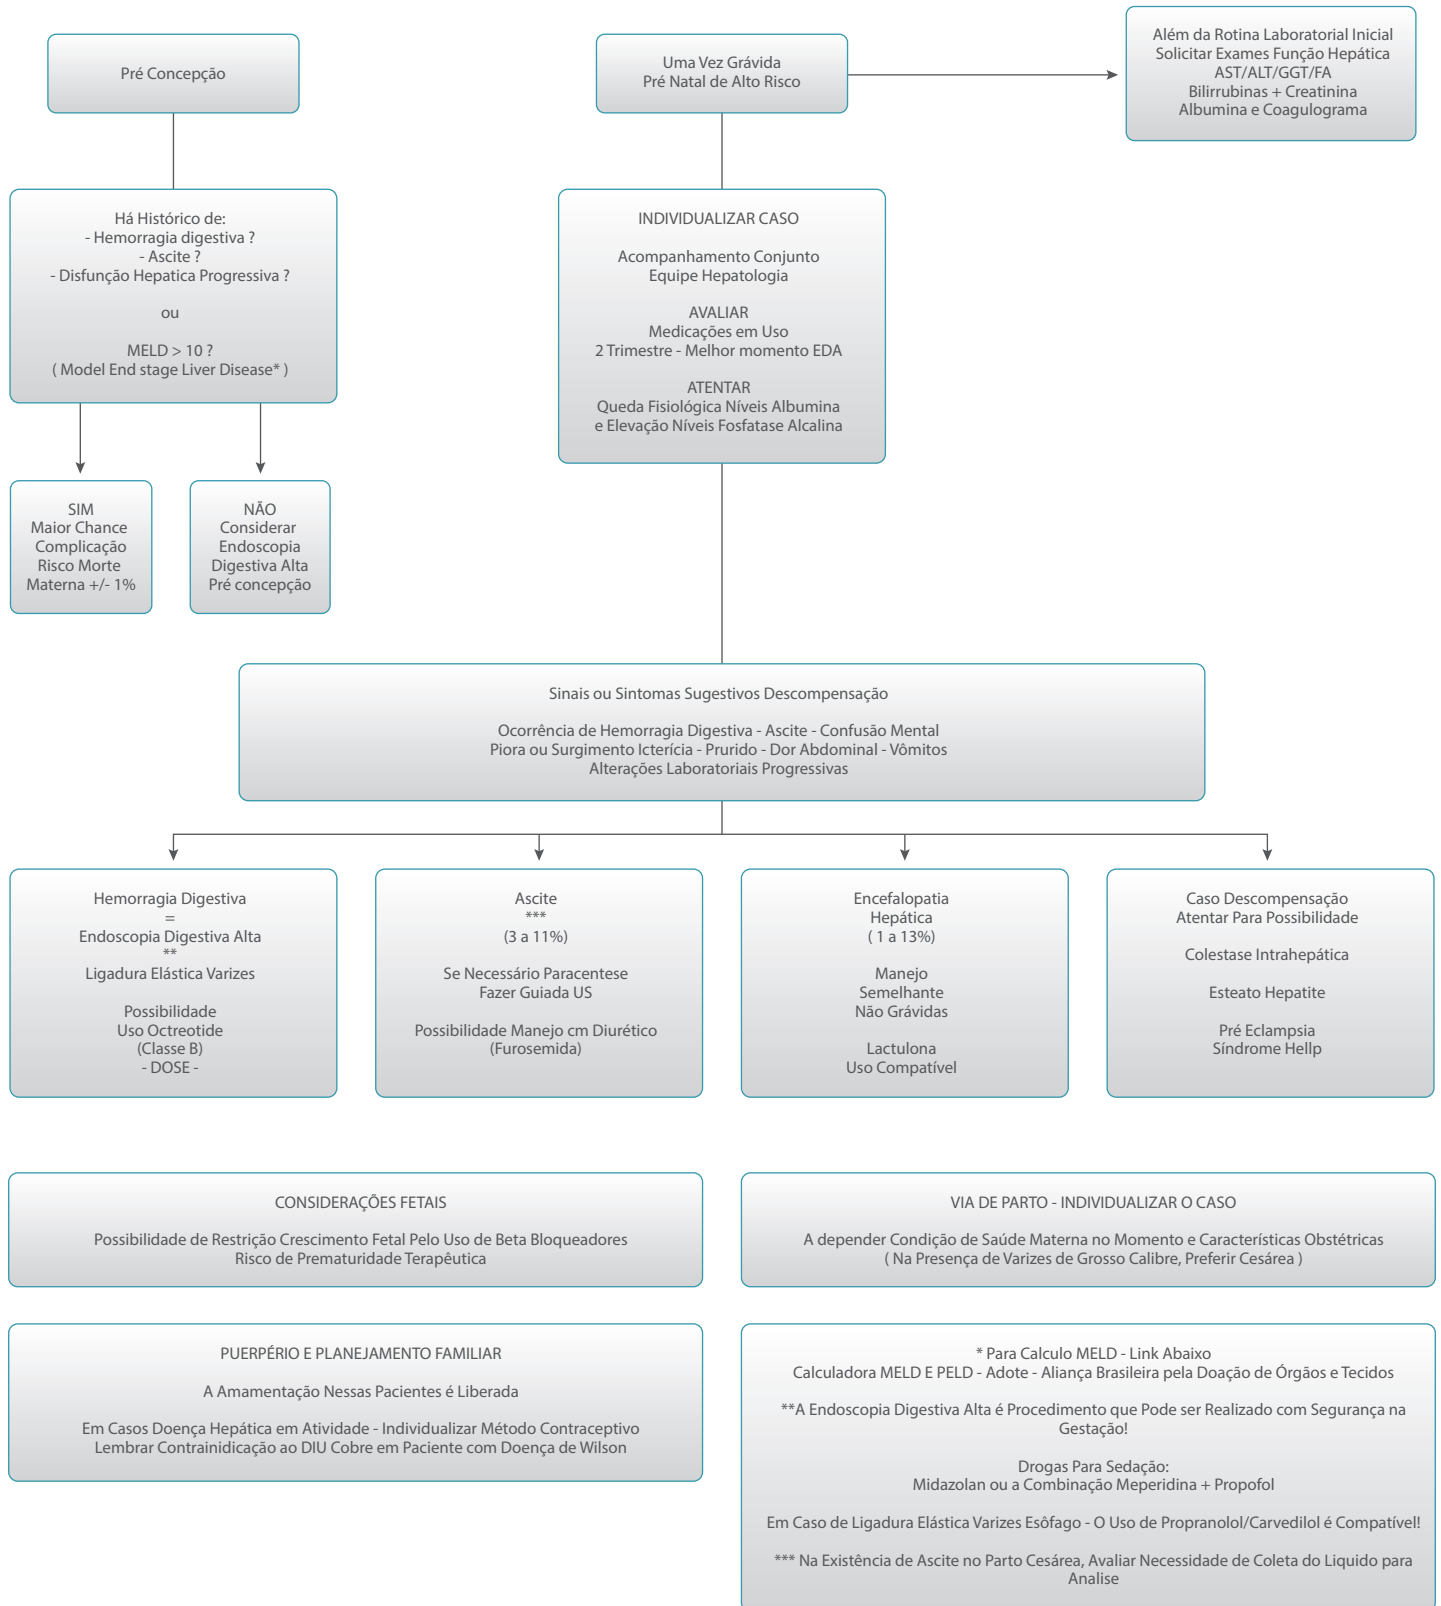 Pré Concepção
Uma Vez Grávida
Pré Natal de Alto Risco
Além da Rotina Laboratorial Inicial
Solicitar Exames Função Hepática
AST/ALT/GGT/FA
Bilirrubinas + Creatinina
Albumina e Coagulograma
Há Histórico de:
- Hemorragia digestiva ?
- Ascite ?
- Disfunção Hepatica Progressiva ?
ou
MELD > 10 ?
( Model End stage Liver Disease* )
INDIVIDUALIZAR CASO
Acompanhamento Conjunto
Equipe Hepatologia
AVALIAR
Medicações em Uso
2 Trimestre - Melhor momento EDA
ATENTAR
Queda Fisiológica Níveis Albumina
e Elevação Níveis Fosfatase Alcalina
SIM
Maior Chance
Complicação
Risco Morte
Materna +/- 1%
NÃO
Considerar
Endoscopia
Digestiva Alta
Pré concepção
Sinais ou Sintomas Sugestivos Descompensação
Ocorrência de Hemorragia Digestiva - Ascite - Confusão Mental
Piora ou Surgimento Icterícia - Prurido - Dor Abdominal - Vômitos
Alterações Laboratoriais Progressivas
Hemorragia Digestiva
=
Endoscopia Digestiva Alta
**
Ligadura Elástica Varizes
Possibilidade
Uso Octreotide
(Classe B)
- DOSE -
Ascite
***
(3 a 11%)
Se Necessário Paracentese
Fazer Guiada US
Possibilidade Manejo cm Diurético
(Furosemida)
Encefalopatia
Hepática
( 1 a 13%)
Manejo
Semelhante
Não Grávidas
Lactulona
Uso Compatível
Caso Descompensação
Atentar Para Possibilidade
Colestase Intrahepática
Esteato Hepatite
Pré Eclampsia
Síndrome Hellp
CONSIDERAÇÕES FETAIS
Possibilidade de Restrição Crescimento Fetal Pelo Uso de Beta Bloqueadores
Risco de Prematuridade Terapêutica
VIA DE PARTO - INDIVIDUALIZAR O CASO
A depender Condição de Saúde Materna no Momento e Características Obstétricas
( Na Presença de Varizes de Grosso Calibre, Preferir Cesárea )
PUERPÉRIO E PLANEJAMENTO FAMILIAR
A Amamentação Nessas Pacientes é Liberada
Em Casos Doença Hepática em Atividade - Individualizar Método Contraceptivo
Lembrar Contrainidicação ao DIU Cobre em Paciente com Doença de Wilson
* Para Calculo MELD - Link Abaixo
Calculadora MELD E PELD - Adote - Aliança Brasileira pela Doação de Órgãos e Tecidos
**A Endoscopia Digestiva Alta é Procedimento que Pode ser Realizado com Segurança na
Gestação!
Drogas Para Sedação:
Midazolan ou a Combinação Meperidina + Propofol
Em Caso de Ligadura Elástica Varizes Esôfago - O Uso de Propranolol/Carvedilol é Compatível!
*** Na Existência de Ascite no Parto Cesárea, Avaliar Necessidade de Coleta do Liquido para
Analise